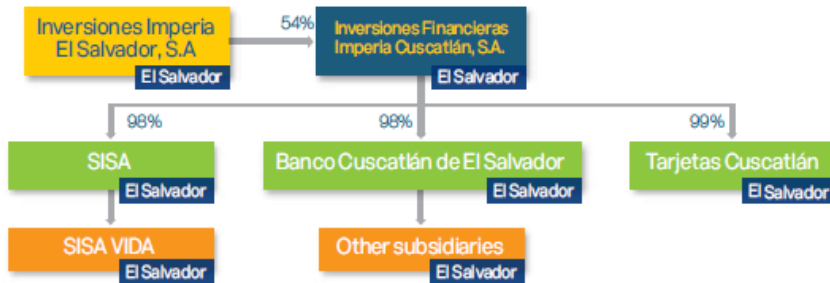 Inversiones Imperia
El Salvador, S.A
El Salvador
54%
Inversiones Financieras
Imperia Cuscatlán, S.A.
El Salvador
98%
98%
99%
SISA
El Salvador
Banco Cuscatlán de El Salvador
El Salvador
Tarjetas Cuscatlán
El Salvador
SISA VIDA
El Salvador
Other subsidiaries
El Salvador